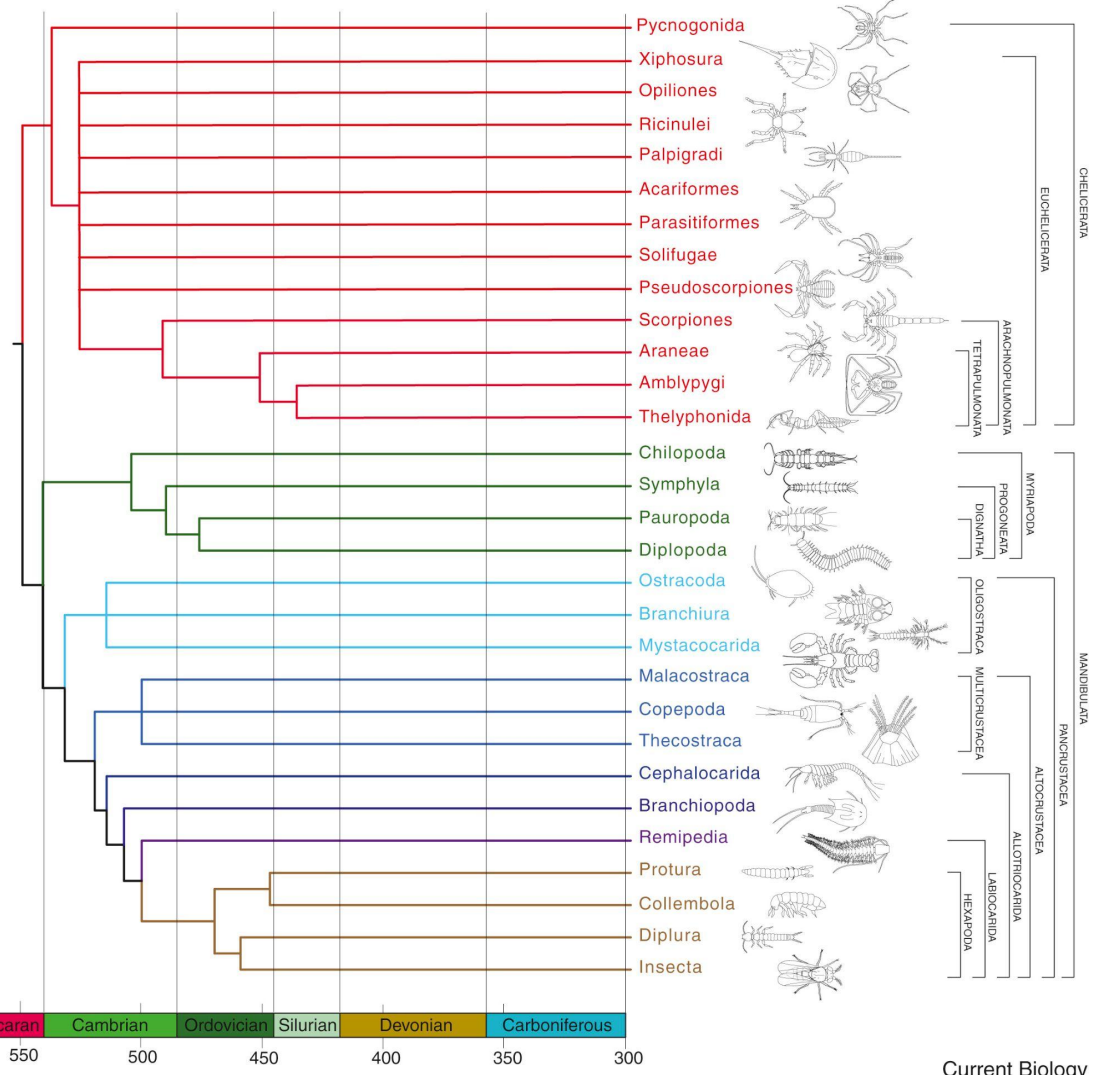 Pycnogonida
Xiphosura
Opiliones
Ricinulei
Palpigradi
Acariformes
Parasitiformes
Solifugae
Pseudoscorpiones
Scorpiones
Araneae
Amblypygi
Thelyphonida
Chilopoda
Symphyla
Pauropoda
Diplopoda
Ostracoda
Branchiura
Mystacocarida
Malacostraca
Copepoda
Thecostraca
Cephalocarida
Branchiopoda
Remipedia
Protura
Collembola
Diplura
Insecta
TETRAPULMONATA
ARACHNOPULMONATA
EUCHELICERATA
CHELICERATA
DIGNATHA
PROGONEATA
MYRIAPODA
OLIGOSTRACA
MULTICRUSTACEA
HEXAPODA
LABIOCARIDA
ALLOTRIOCARIDA
ALTOCRUSTACEA
PANCRUSTACEA
MANDIBULATA
caran Cambrian Ordovician Silurian Devonian Carboniferous
550 500 450 400 350 300
Current Biology